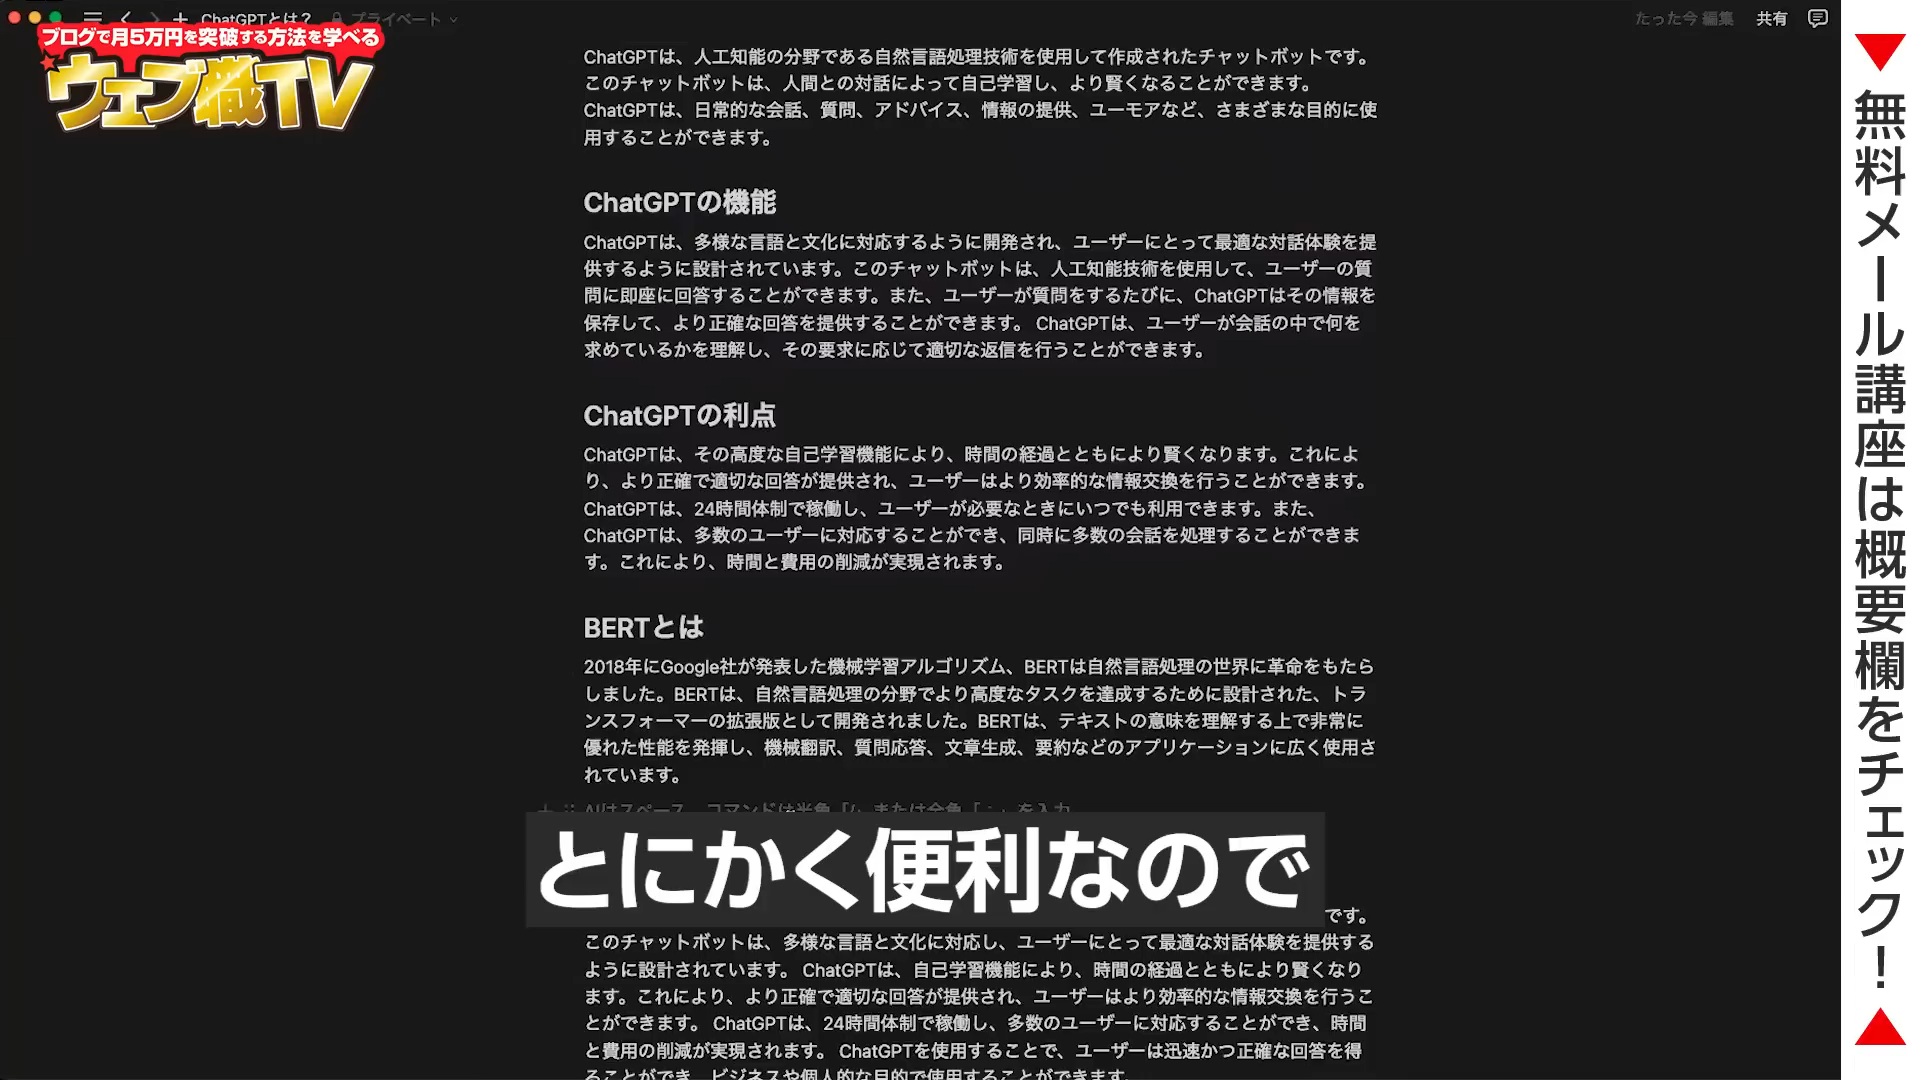 ChatGPTとは？ プライベート
たった今 編集 共有
ブログで月5万円を突破する方法を学べる
ウェブ職TV
ChatGPTは、人工知能の分野である自然言語処理技術を使用して作成されたチャットボットです。
このチャットボットは、人間との対話によって自己学習し、より賢くなることができます。
ChatGPTは、日常的な会話、質問、アドバイス、情報の提供、ユーモアなど、さまざまな目的に使
用することができます。
ChatGPTの機能
ChatGPTは、多様な言語と文化に対応するように開発され、ユーザーにとって最適な対話体験を提
供するように設計されています。このチャットボットは、人工知能技術を使用して、ユーザーの質
問に即座に回答することができます。また、ユーザーが質問をするたびに、ChatGPTはその情報を
保存して、より正確な回答を提供することができます。 ChatGPTは、ユーザーが会話の中で何を
求めているかを理解し、その要求に応じて適切な返信を行うことができます。
ChatGPTの利点
ChatGPTは、その高度な自己学習機能により、時間の経過とともにより賢くなります。これによ
り、より正確で適切な回答が提供され、ユーザーはより効率的な情報交換を行うことができます。
ChatGPTは、24時間体制で稼働し、ユーザーが必要なときにいつでも利用できます。また、
ChatGPTは、多数のユーザーに対応することができ、同時に多数の会話を処理することができま
す。これにより、時間と費用の削減が実現されます。
BERTとは
2018年にGoogle社が発表した機械学習アルゴリズム、BERTは自然言語処理の世界に革命をもたら
しました。BERTは、自然言語処理の分野でより高度なタスクを達成するために設計された、トラ
ンスフォーマーの拡張版として開発されました。BERTは、テキストの意味を理解する上で非常に
優れた性能を発揮し、機械翻訳、質問応答、文章生成、要約などのアプリケーションに広く使用さ
れています。
AIはスペース、コマンドは半角「/」または全角「；」を入力
とにかく便利なので
です。
このチャットボットは、多様な言語と文化に対応し、ユーザーにとって最適な対話体験を提供する
ように設計されています。 ChatGPTは、自己学習機能により、時間の経過とともにより賢くなり
ます。これにより、より正確で適切な回答が提供され、ユーザーはより効率的な情報交換を行うこ
とができます。 ChatGPTは、24時間体制で稼働し、多数のユーザーに対応することができ、時間
と費用の削減が実現されます。 ChatGPTを使用することで、ユーザーは迅速かつ正確な回答を得
ることができ、ビジネスや個人的な目的で使用することができます。
無料メール講座は概要欄をチェック！